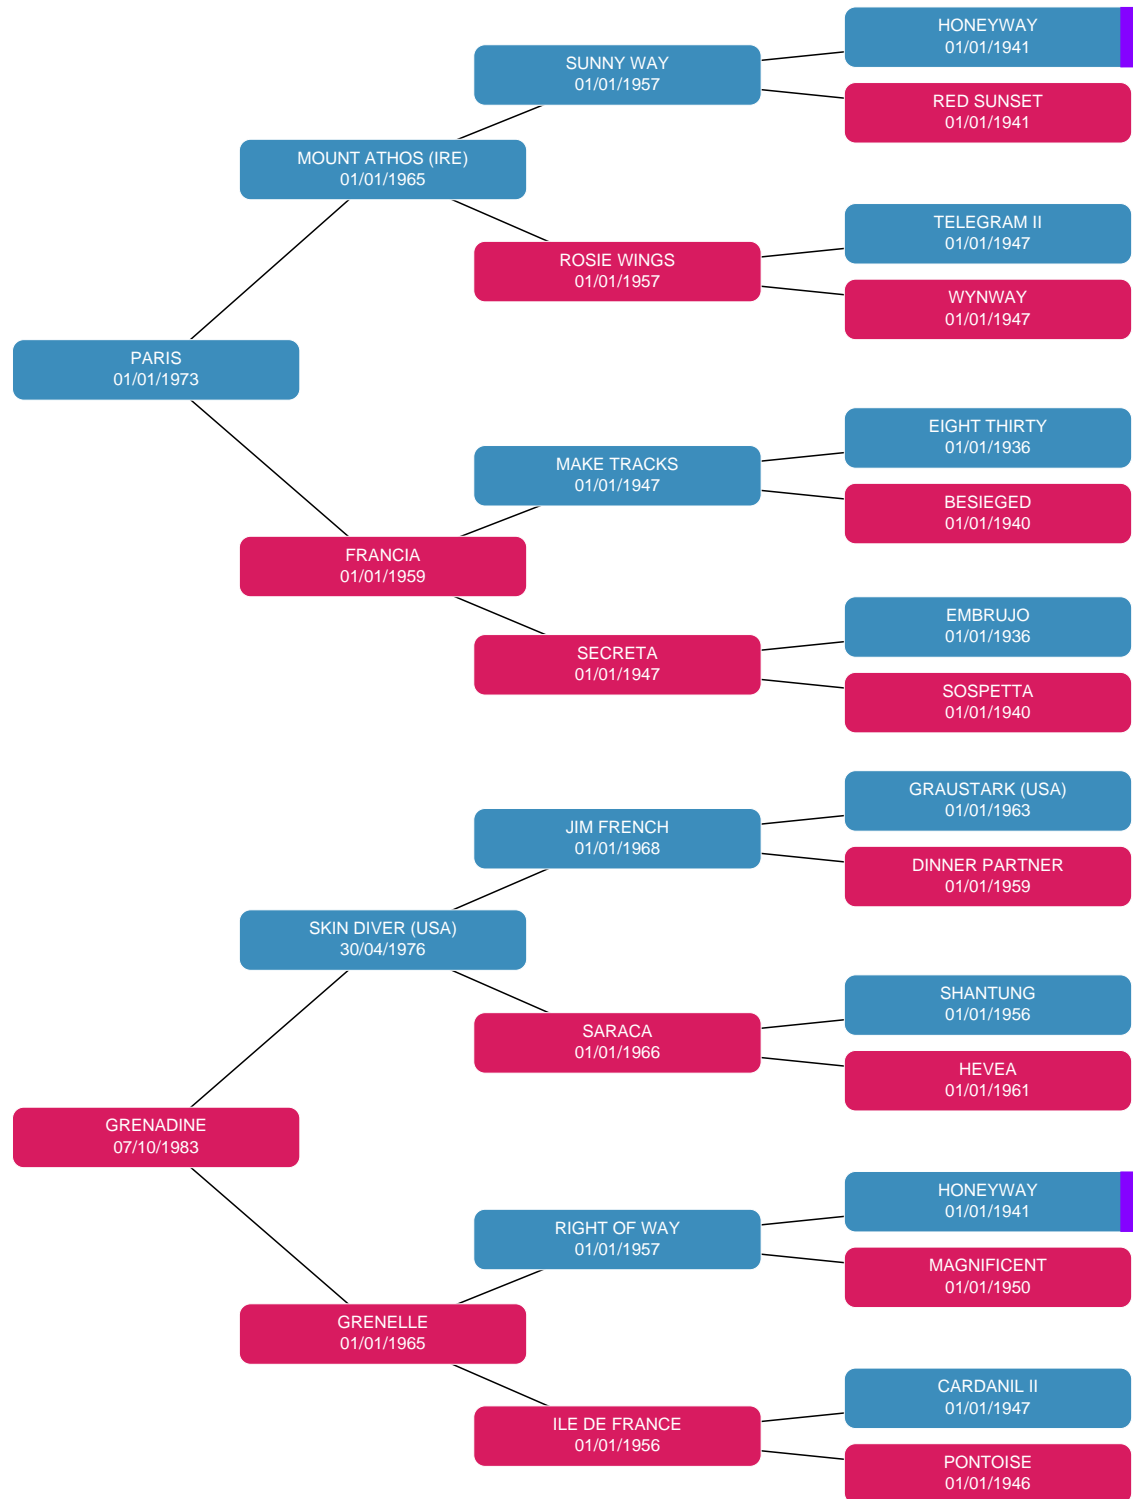 HONEYWAY
01/01/1941
SUNNY WAY
01/01/1957
RED SUNSET
01/01/1941
MOUNT ATHOS (IRE)
01/01/1965
TELEGRAM II
01/01/1947
ROSIE WINGS
01/01/1957
WYNWAY
01/01/1947
PARIS
01/01/1973
EIGHT THIRTY
01/01/1936
MAKE TRACKS
01/01/1947
BESIEGED
01/01/1940
FRANCIA
01/01/1959
EMBRUJO
01/01/1936
SECRETA
01/01/1947
SOSPETTA
01/01/1940
GRAUSTARK (USA)
01/01/1963
JIM FRENCH
01/01/1968
DINNER PARTNER
01/01/1959
SKIN DIVER (USA)
30/04/1976
SHANTUNG
01/01/1956
SARACA
01/01/1966
HEVEA
01/01/1961
GRENADINE
07/10/1983
HONEYWAY
01/01/1941
RIGHT OF WAY
01/01/1957
MAGNIFICENT
01/01/1950
GRENELLE
01/01/1965
CARDANIL II
01/01/1947
ILE DE FRANCE
01/01/1956
PONTOISE
01/01/1946